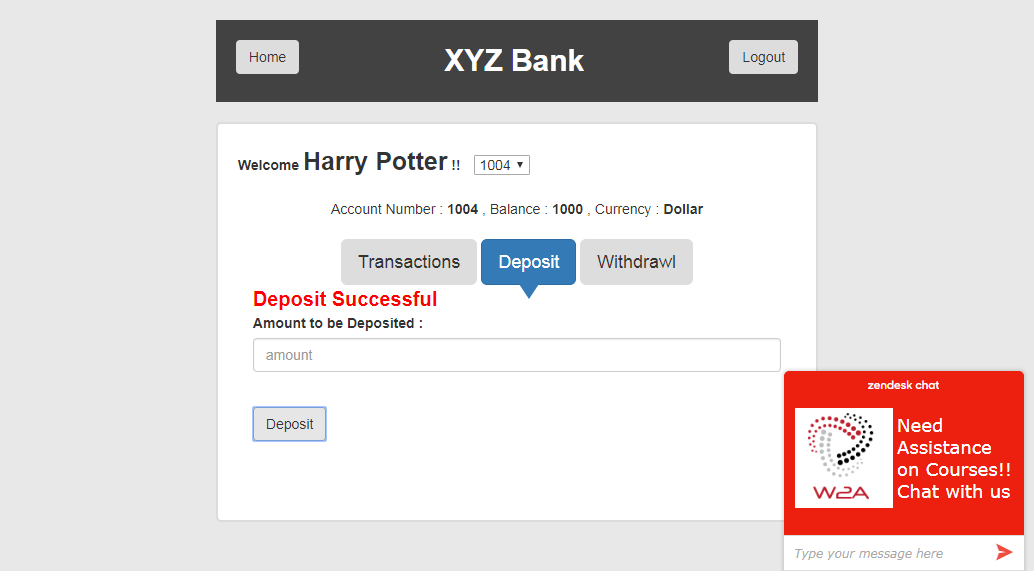 Home
XYZ Bank
Logout
Welcome Harry Potter !! 1004
Account Number : 1004 , Balance : 1000 , Currency : Dollar
Transactions
Deposit
Withdrawl
Deposit Successful
Amount to be Deposited :
amount
Deposit
zendesk chat
W2A
Need
Assistance
on Courses!!
Chat with us
Type your message here